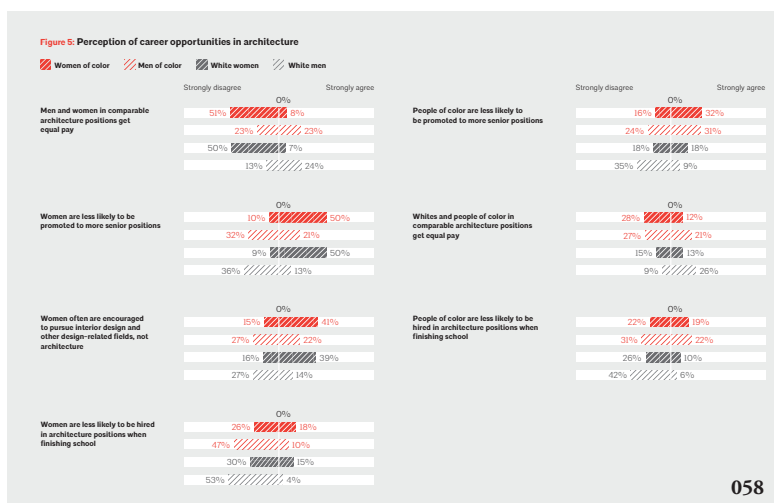 Figure 5: Perception of career opportunities in architecture
Women of color
Men of color
White women
White men
Strongly disagree
Strongly agree
Men and women in comparable
architecture positions get
equal pay
0%
51%
8%
23%
23%
50%
7%
13%
24%
Women are less likely to be
promoted to more senior positions
0%
10%
50%
32%
21%
9%
50%
36%
13%
Women often are encouraged
to pursue interior design and
other design-related fields, not
architecture
0%
15%
41%
27%
22%
16%
39%
27%
14%
Women are less likely to be hired
in architecture positions when
finishing school
0%
26%
18%
47%
10%
30%
15%
53%
4%
Strongly disagree
Strongly agree
People of color are less likely to
be promoted to more senior positions
0%
16%
32%
24%
31%
18%
18%
35%
9%
Whites and people of color in
comparable architecture positions
get equal pay
0%
28%
12%
27%
21%
15%
13%
9%
26%
People of color are less likely to be
hired in architecture positions when
finishing school
0%
22%
19%
31%
22%
26%
10%
42%
6%
058